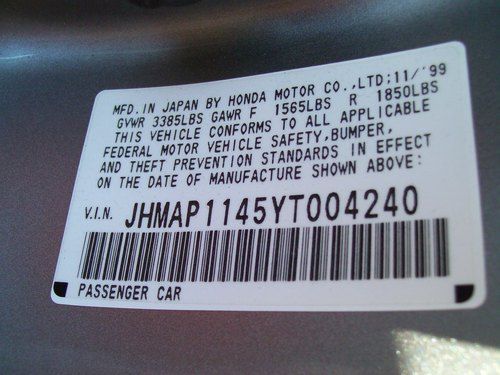 MFD. IN JAPAN BY HONDA MOTOR CO.,LTD;11/'99
GVWR 3385LBS GAWR F 1565LBS R 1850LBS
THIS VEHICLE CONFORMS TO ALL APPLICABLE
FEDERAL MOTOR VEHICLE SAFETY,BUMPER,
AND THEFT PREVENTION STANDARDS IN EFFECT
ON THE DATE OF MANUFACTURE SHOWN ABOVE:
V.I.N. JHMAP1145YT004240
PASSENGER CAR